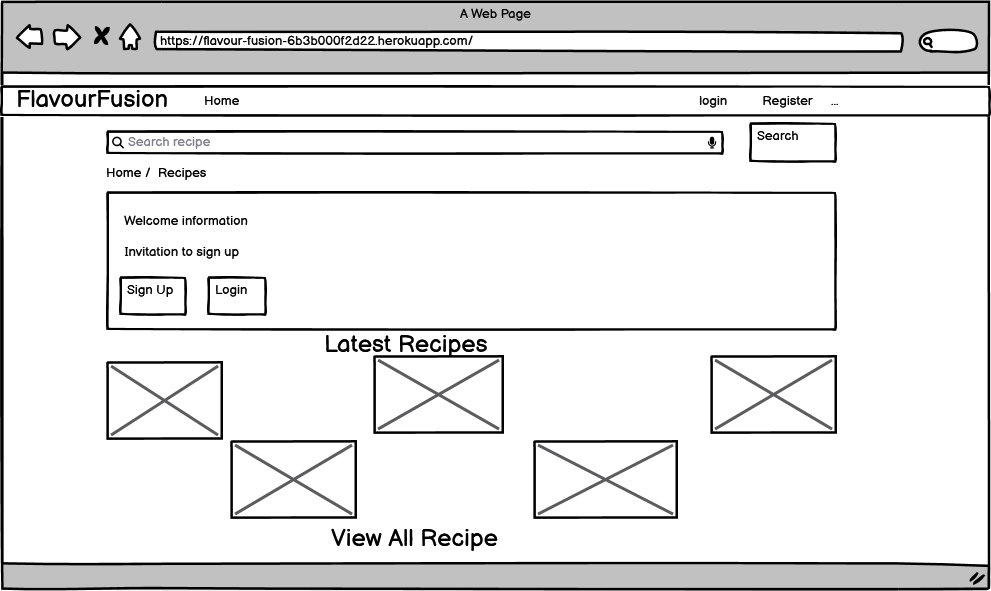 A Web Page
https://flavour-fusion-6b3b000f2d22.herokuapp.com/
FlavourFusion Home login Register ...
Search recipe Search
Home / Recipes
Welcome information
Invitation to sign up
Sign Up Login
Latest Recipes
View All Recipe